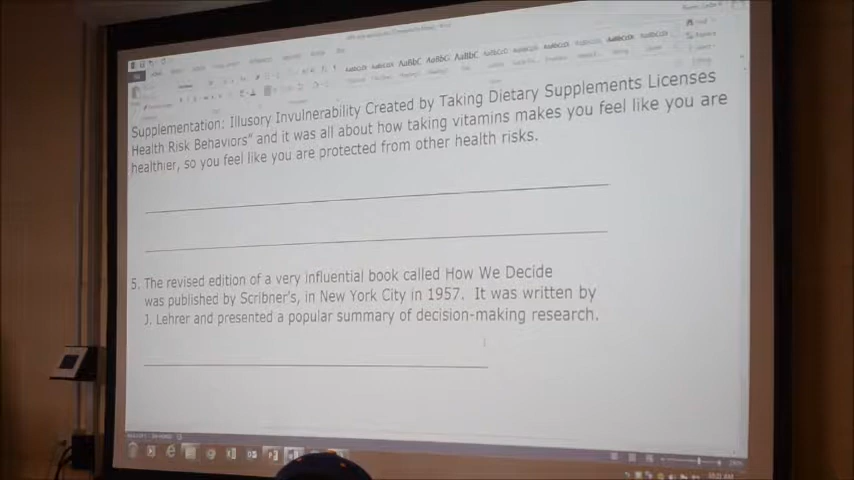 Supplementation: Illusory Invulnerability Created by Taking Dietary Supplements Licenses
Health Risk Behaviors" and it was all about how taking vitamins makes you feel like you are
healthier, so you feel like you are protected from other health risks.
5. The revised edition of a very influential book called How We Decide
was published by Scribner's, in New York City in 1957. It was written by
J. Lehrer and presented a popular summary of decision-making research.